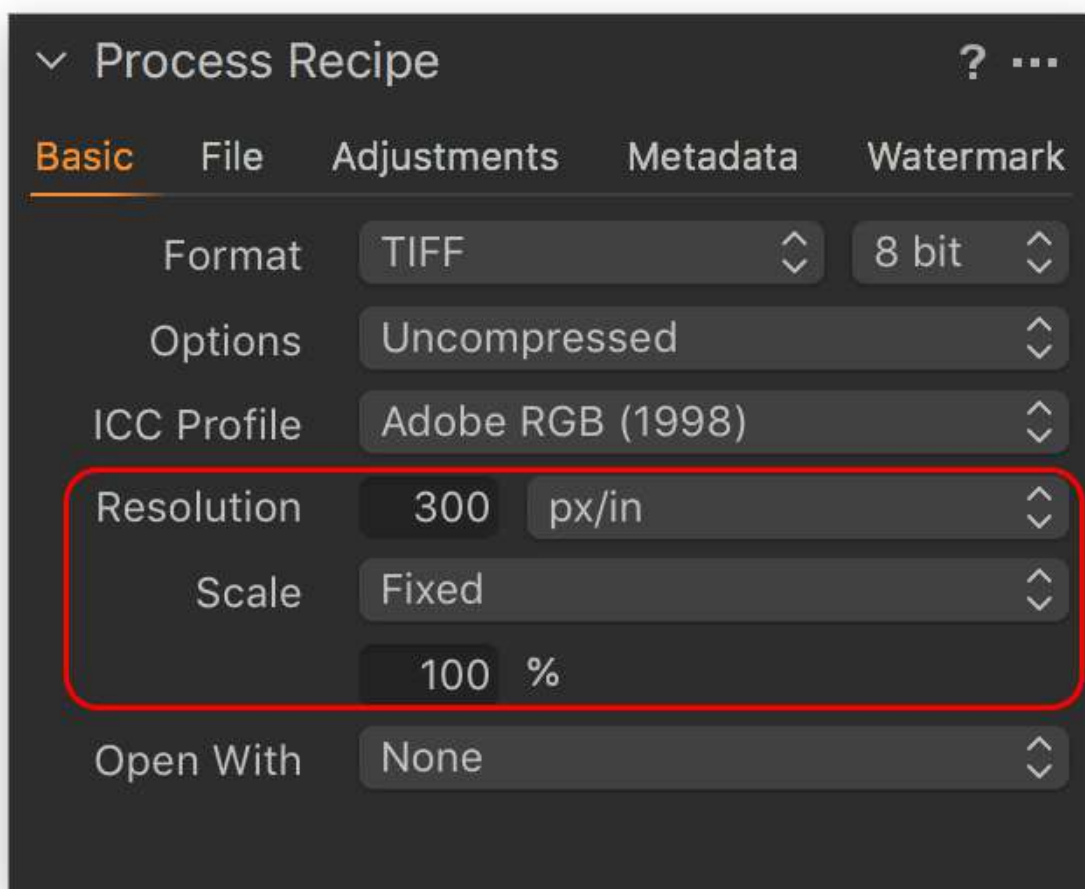 Process Recipe ? ...
Basic File Adjustments Metadata Watermark
Format TIFF 8 bit
Options Uncompressed
ICC Profile Adobe RGB (1998)
Resolution 300 px/in
Scale Fixed
100 %
Open With None